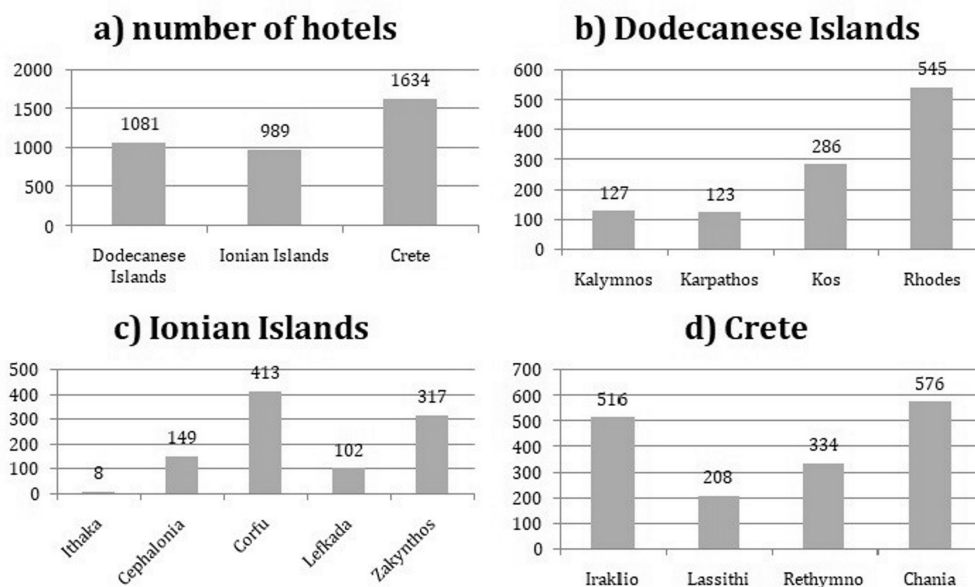 a) number of hotels
2000
1500
1000
500
0
1081
989
1634
Dodecanese
Islands
Ionian Islands
Crete
b) Dodecanese Islands
600
500
400
300
200
100
0
127
123
286
545
Kalymnos
Karpathos
Kos
Rhodes
c) Ionian Islands
500
400
300
200
100
0
8
149
413
102
317
Ithaka
Cephalonia
Corfu
Lefkada
Zakynthos
d) Crete
700
600
500
400
300
200
100
0
516
208
334
576
Iraklio
Lassithi
Rethymno
Chania